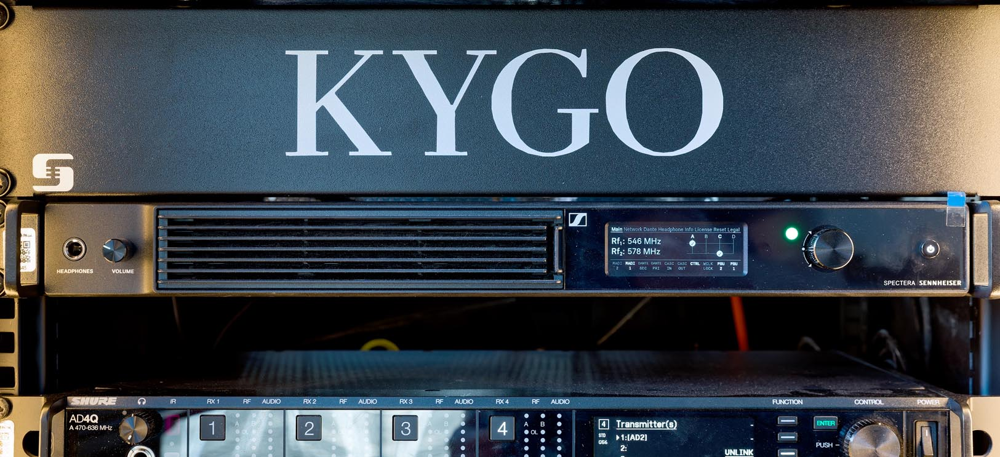 KYGO
S
Main Network Dante Headphone Info License Reset Legal
A B C D
Rf₁: 546 MHz
Rf₂: 578 MHz
MADI 2 MADI 1 DANTE SEC DANTE PRI CASC IN CASC OUT CTRL WCLK LOCK PSU 2 PSU 1
HEADPHONES VOLUME
SPECTERA SENNHEISER
SHURE IR RX 1 RF AUDIO RX 2 RF AUDIO RX 3 RF AUDIO RX 4 RF AUDIO FUNCTION CONTROL POWER
AD4Q
A 470-636 MHz
1 A B OL 2 3 A B OL 4 A B OL
4 Transmitter(s) -
STD 1:[AD2] -
G56
2:
UNLINK
ENTER
PUSH